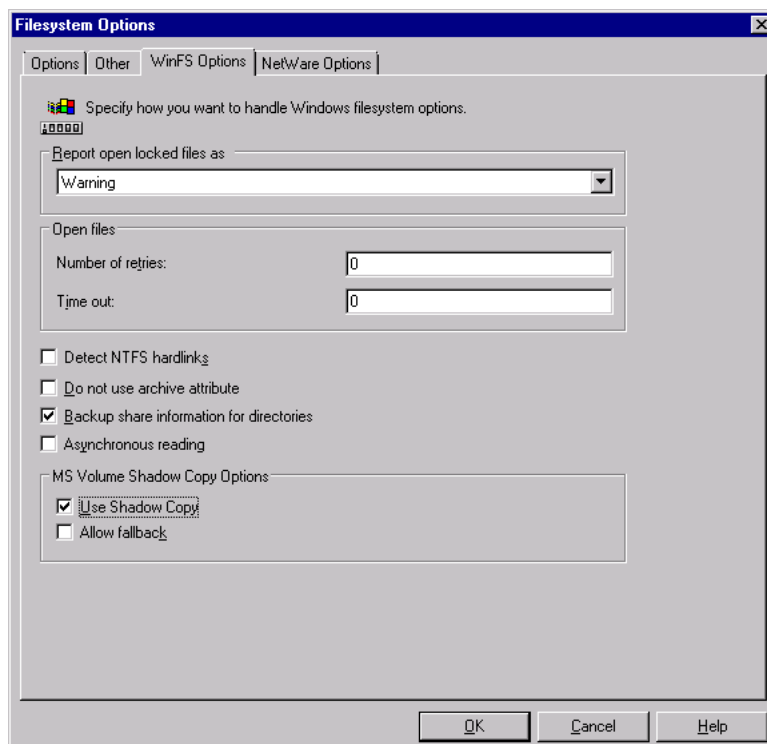 Filesystem Options
Options Other WinFS Options NetWare Options
Specify how you want to handle Windows filesystem options.
Report open locked files as
Warning
Open files
Number of retries: 0
Time out: 0
Detect NTFS hardlinks
Do not use archive attribute
Backup share information for directories
Asynchronous reading
MS Volume Shadow Copy Options
Use Shadow Copy
Allow fallback
OK Cancel Help